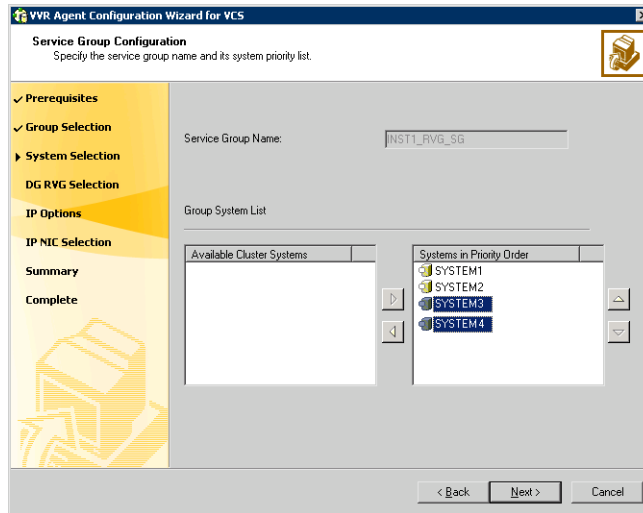 VVR Agent Configuration Wizard for VCS
Service Group Configuration
Specify the service group name and its system priority list.
Prerequisites
Group Selection
System Selection
DG RVG Selection
IP Options
IP NIC Selection
Summary
Complete
Service Group Name:
INST1_RVG_SG
Group System List
Available Cluster Systems
Systems in Priority Order
SYSTEM1
SYSTEM2
SYSTEM3
SYSTEM4
< Back
Next >
Cancel